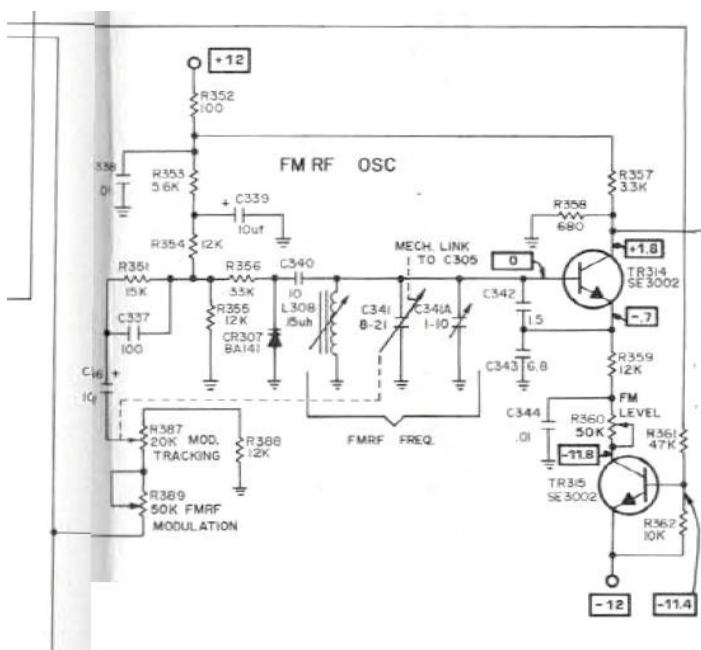 +12
R352
100
338
.01
R353
5.6K
FM RF OSC
R357
3.3K
+ C339
10uf
R358
680
R354
12K
MECH. LINK
TO C305
+1.8
R351
15K
R356
33K
C340
10
0
TR314
SE3002
C337
100
R355
12K
L308
15uh
C341
8-21
C341A
1-10
C342
1.5
CR307
BA141
-.7
+
C343 6.8
R359
12K
C344
.01
FM
LEVEL
R360
50K
R361
47K
R387
20K MOD.
TRACKING
R388
12K
FMRF FREQ.
-11.8
TR315
SE3002
R389
50K FMRF
MODULATION
R362
10K
-12
-11.4